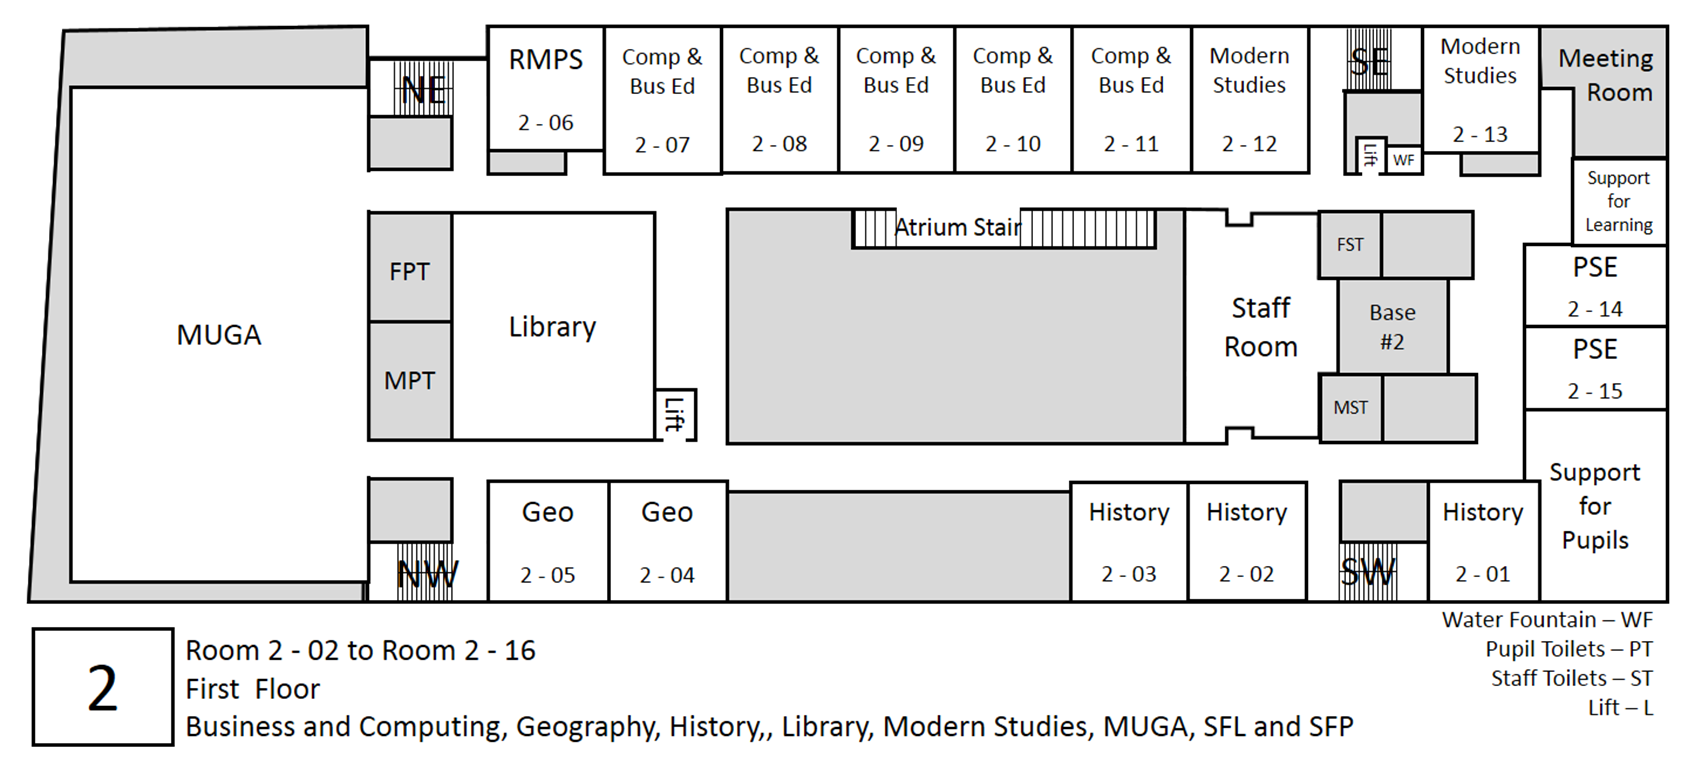 NE
RMPS
2 - 06
Comp &
Bus Ed
2 - 07
Comp &
Bus Ed
2 - 08
Comp &
Bus Ed
2 - 09
Comp &
Bus Ed
2 - 10
Comp &
Bus Ed
2 - 11
Modern
Studies
2 - 12
SE
Lift
WF
Modern
Studies
2 - 13
Meeting
Room
Support
for
Learning
MUGA
FPT
MPT
Library
Lift
Atrium Stair
Staff
Room
FST
Base
#2
MST
PSE
2 - 14
PSE
2 - 15
Support
for
Pupils
NW
Geo
2 - 05
Geo
2 - 04
History
2 - 03
History
2 - 02
SW
History
2 - 01
2
Room 2 - 02 to Room 2 - 16
First  Floor
Business and Computing, Geography, History,, Library, Modern Studies, MUGA, SFL and SFP
Water Fountain – WF
Pupil Toilets – PT
Staff Toilets – ST
Lift – L